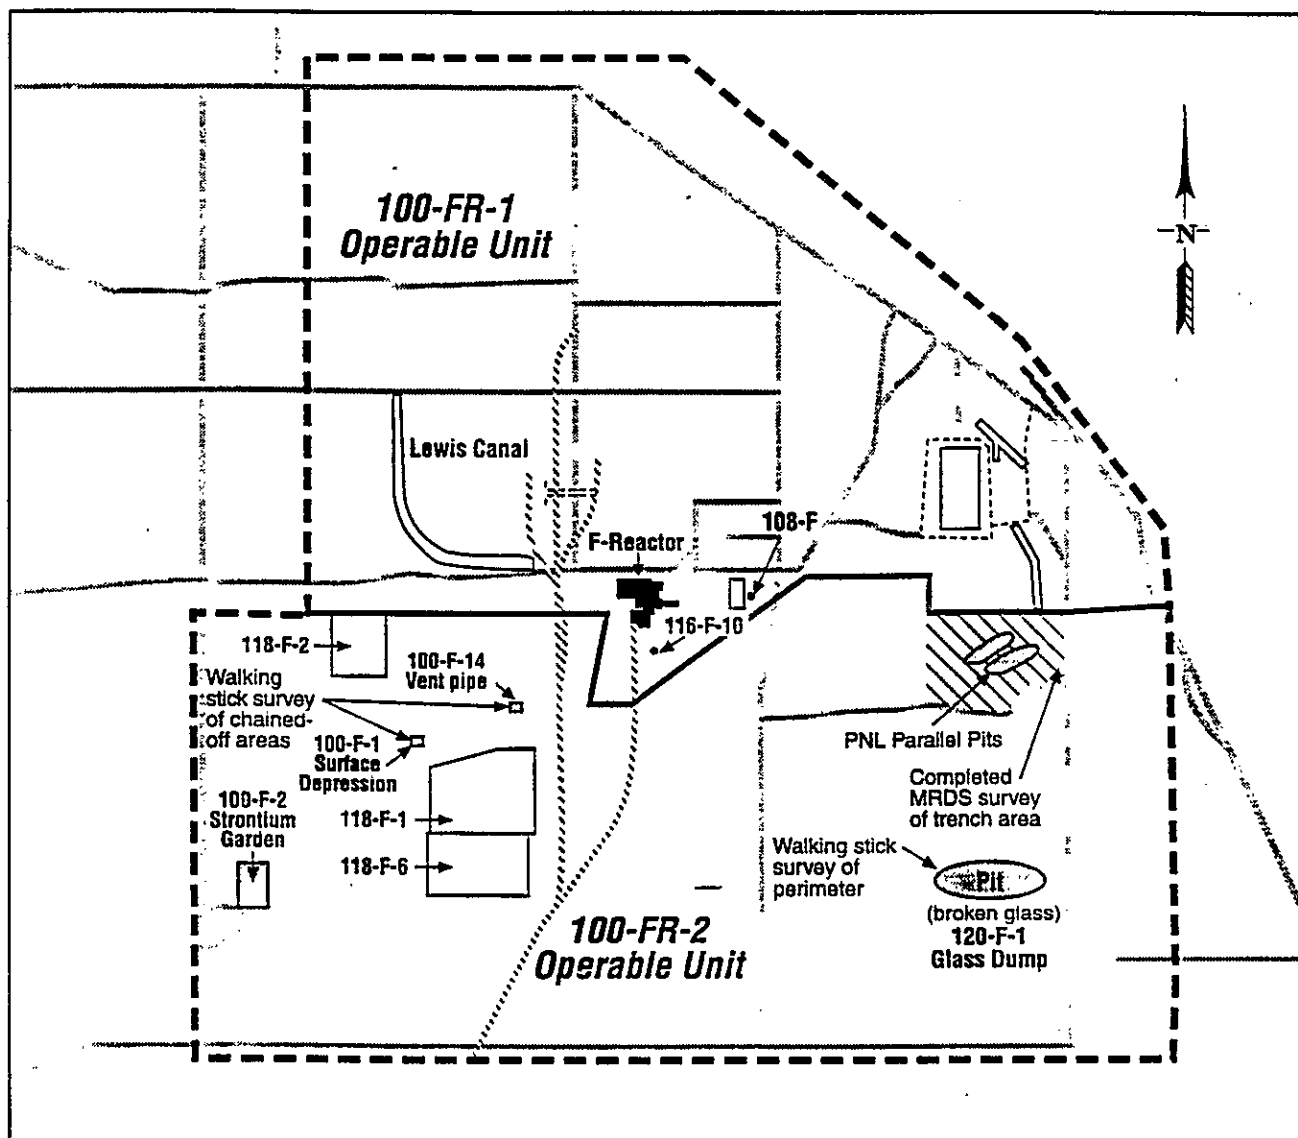 100-FR-1
Operable Unit
N
Lewis Canal
108-F
F-Reactor
116-F-10
118-F-2
100-F-14
Vent pipe
Walking
stick survey
of chained-
off areas
100-F-1
Surface
Depression
PNL Parallel Pits
Completed
MRDS survey
of trench area
100-F-2
Strontium
Garden
118-F-1
118-F-6
Walking stick
survey of
perimeter
Pit
(broken glass)
120-F-1
Glass Dump
100-FR-2
Operable Unit